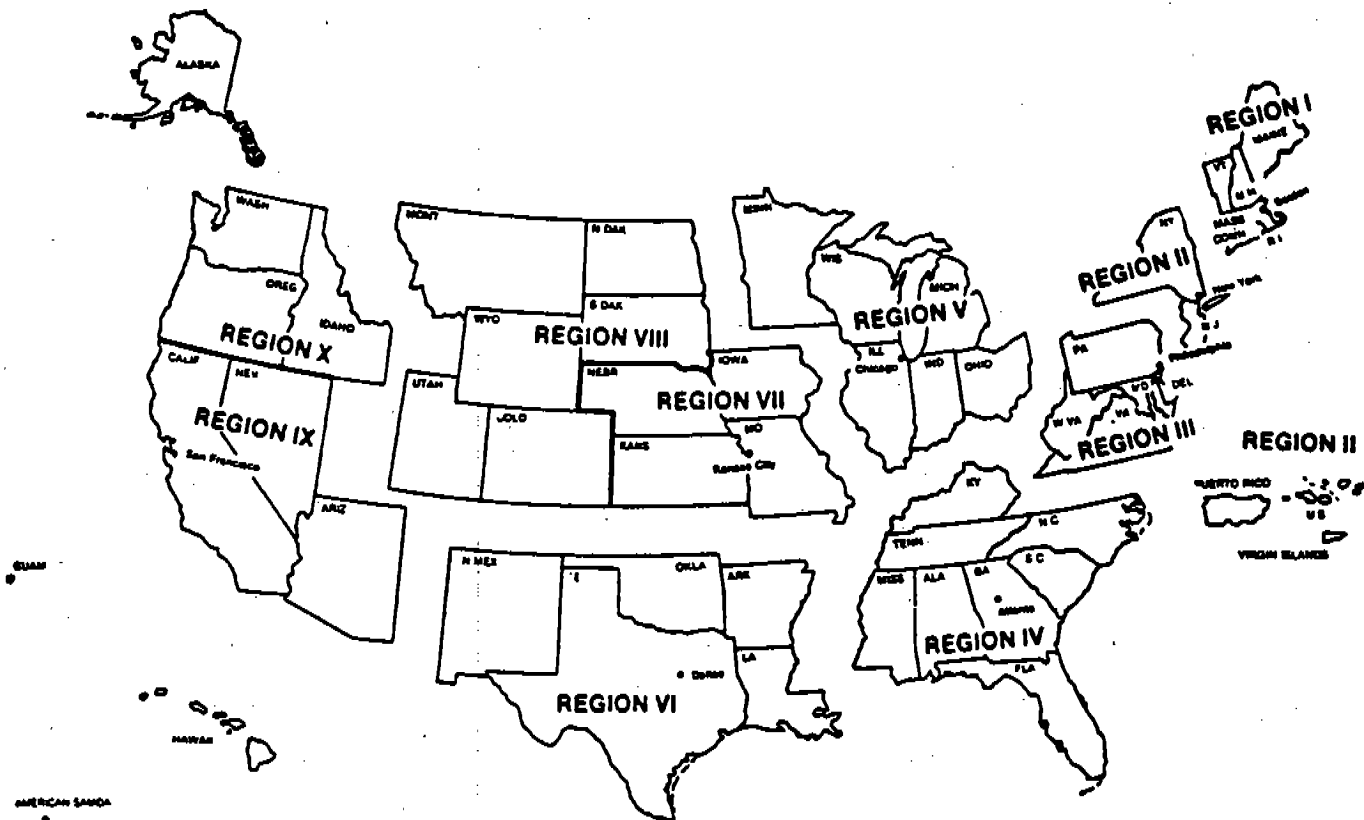 ALASKA
REGION I
MAINE
VT
N H
Boston
MASS
CONN
R I
WASH
MONT
N DAK
MINN
NY
REGION II
New York
N J
OREG
IDAHO
WYO
S DAK
WIS
MICH
REGION V
REGION X
REGION VIII
PA
Philadelphia
CALIF
NEV
UTAH
NEBR
IOWA
ILL
Chicago
IND
OHIO
MD
DEL
REGION IX
COLO
REGION VII
W VA
VA
REGION III
San Francisco
KANS
MO
Kansas City
REGION II
KY
PUERTO RICO
U S
VIRGIN ISLANDS
ARIZ
TENN
N C
S C
GUAM
N MEX
OKLA
ARK
MISS
ALA
GA
Atlanta
REGION IV
FLA
LA
Dallas
REGION VI
HAWAII
AMERICAN SAMOA